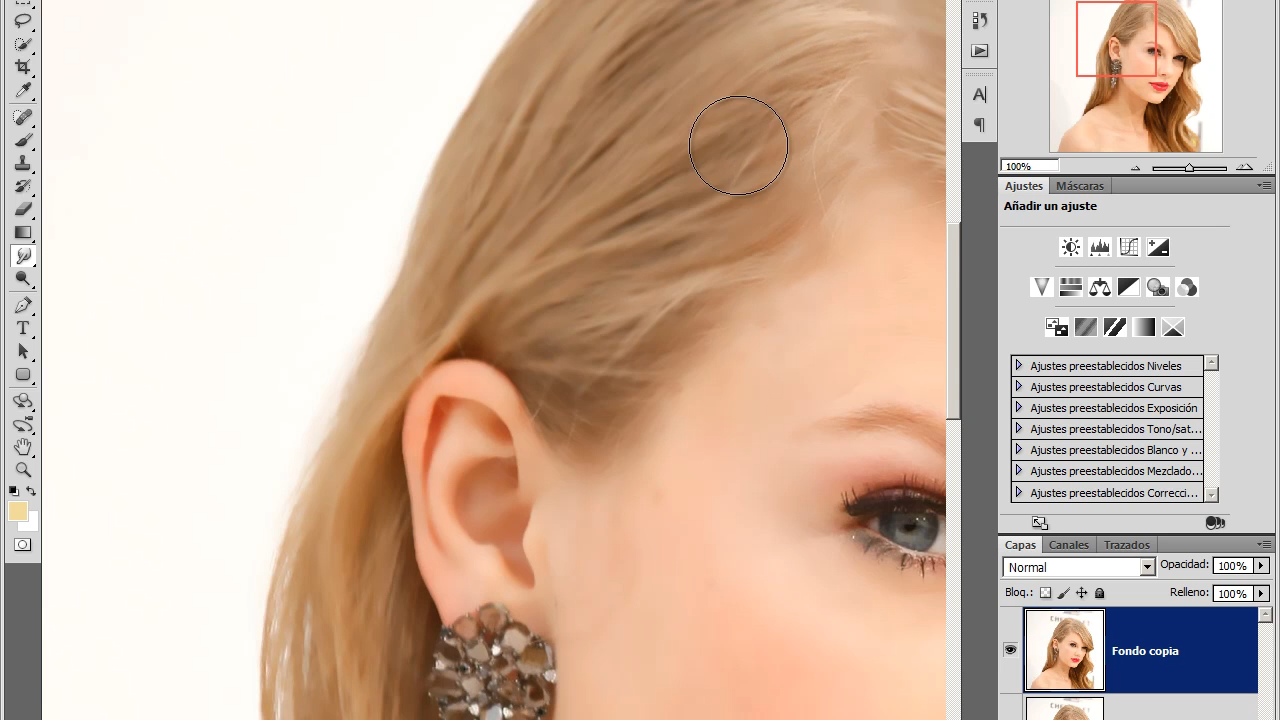 100%
Ajustes Máscaras
Añadir un ajuste
Ajustes preestablecidos Niveles
Ajustes preestablecidos Curvas
Ajustes preestablecidos Exposición
Ajustes preestablecidos Tono/sat...
Ajustes preestablecidos Blanco y ...
Ajustes preestablecidos Mezclado...
Ajustes preestablecidos Correcci...
Capas Canales Trazados
Normal Opacidad: 100%
Bloq.: Relleno: 100%
Fondo copia